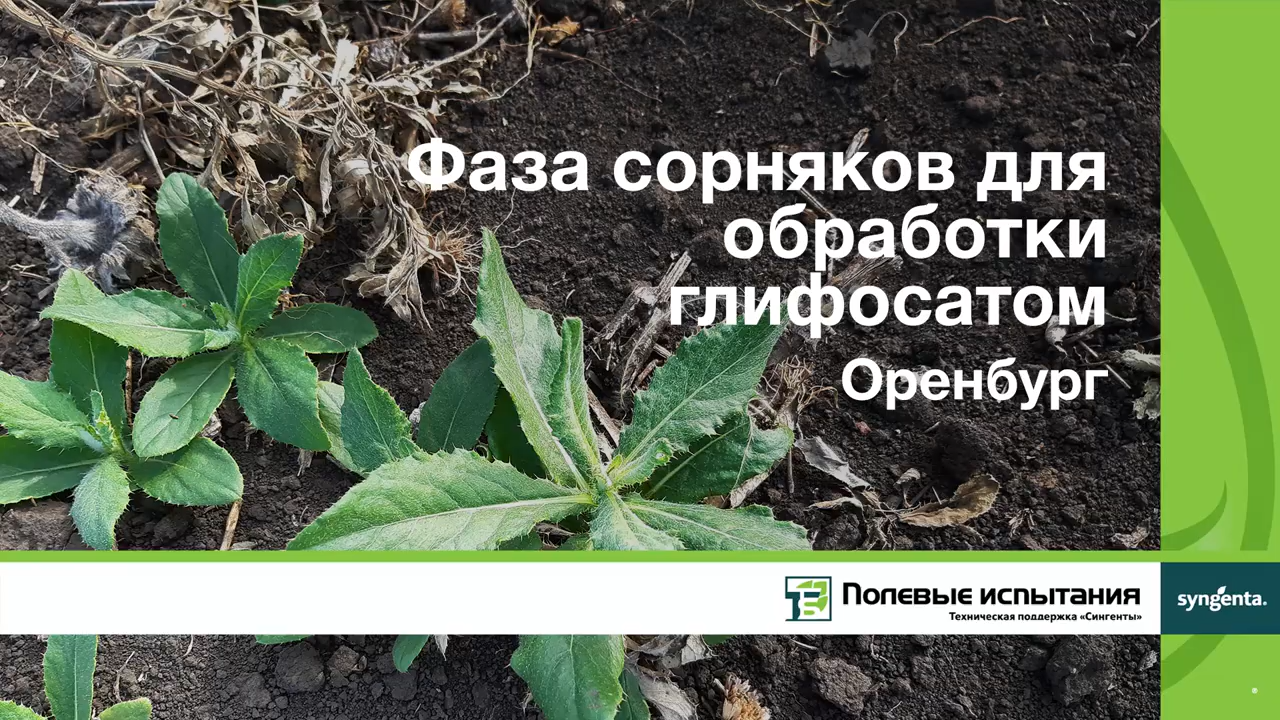 Фаза сорняков для
обработки
глифосатом
Оренбург
Полевые испытания
Техническая поддержка «Сингенты»
syngenta.